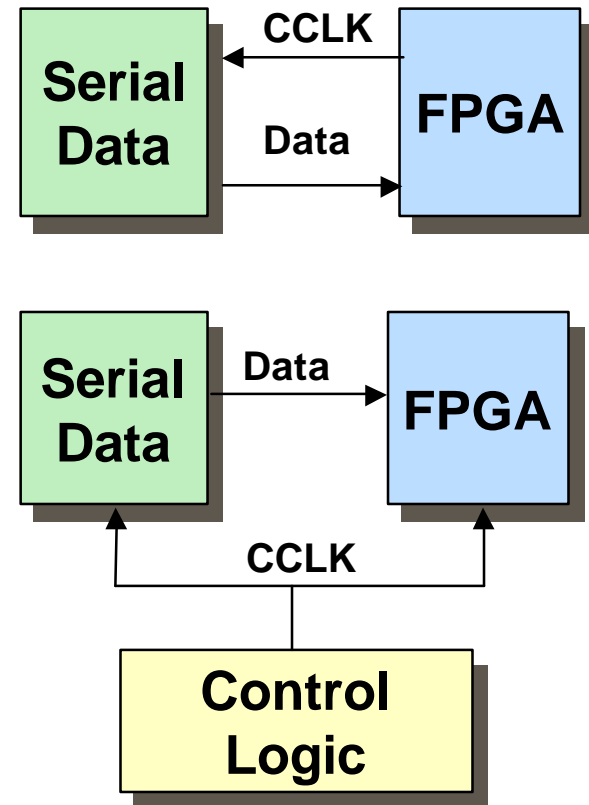 CCLK
Serial
Data
FPGA
Data
Serial
Data
Data
FPGA
CCLK
Control
Logic